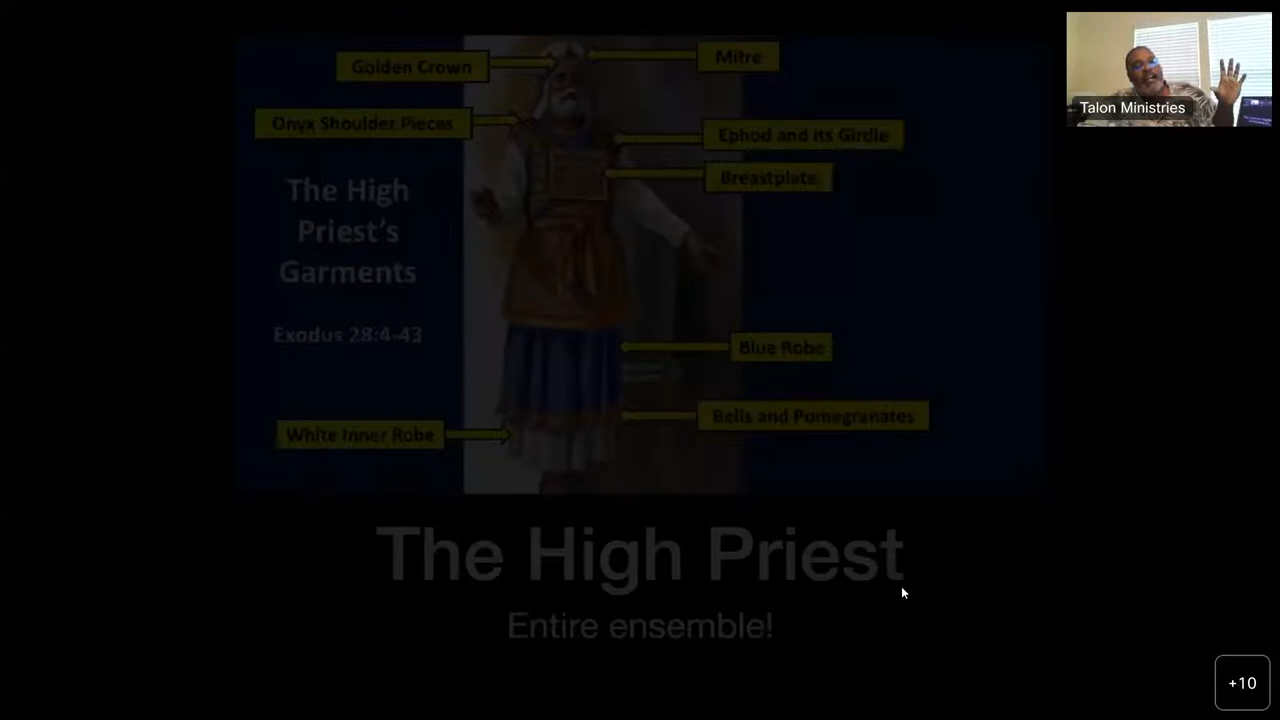 Golden Crown
Mitre
Talon Ministries
Onyx Shoulder Pieces
Ephod and its Girdle
Breastplate
The High
Priest's
Garments
Exodus 28:4-43
Blue Robe
Bells and Pomegranates
White Inner Robe
The High Priest
Entire ensemble!
+10